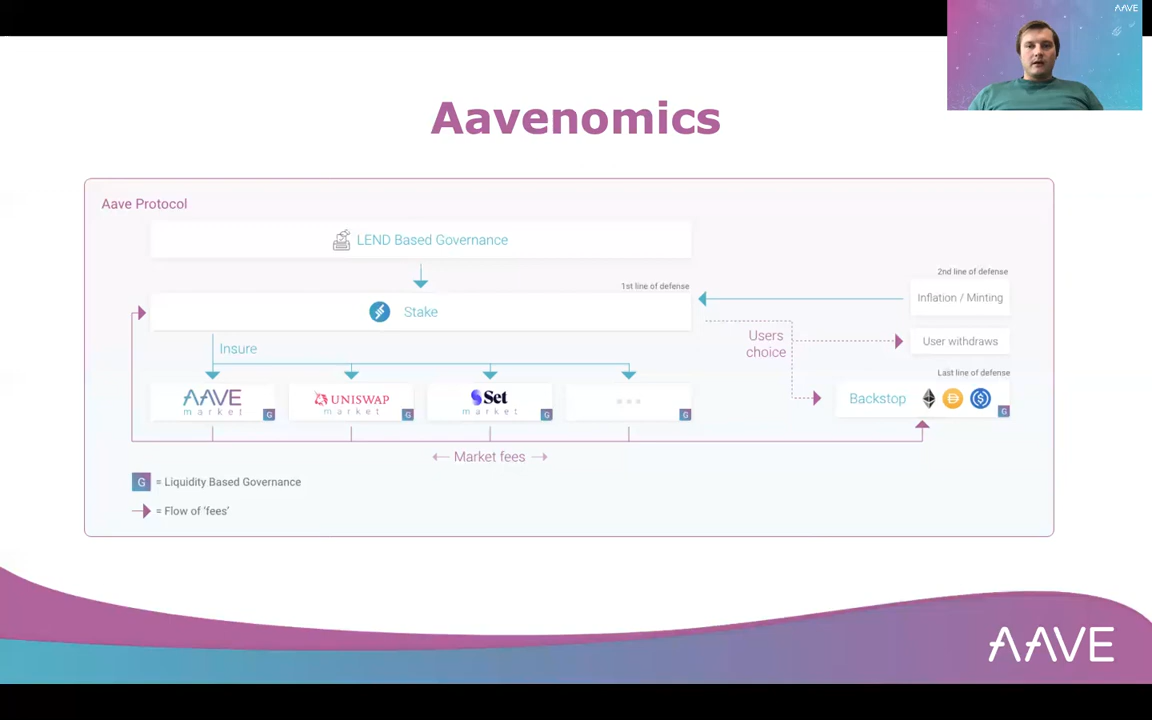 AAVE
Aavenomics
Aave Protocol
LEND Based Governance
2nd line of defense
1st line of defense
Inflation / Minting
Stake
Users
choice
User withdraws
Insure
Last line of defense
AAVE
market
G
UNISWAP
market
G
Set
market
G
...
G
Backstop
G
Market fees
G = Liquidity Based Governance
= Flow of ‘fees’
AAVE